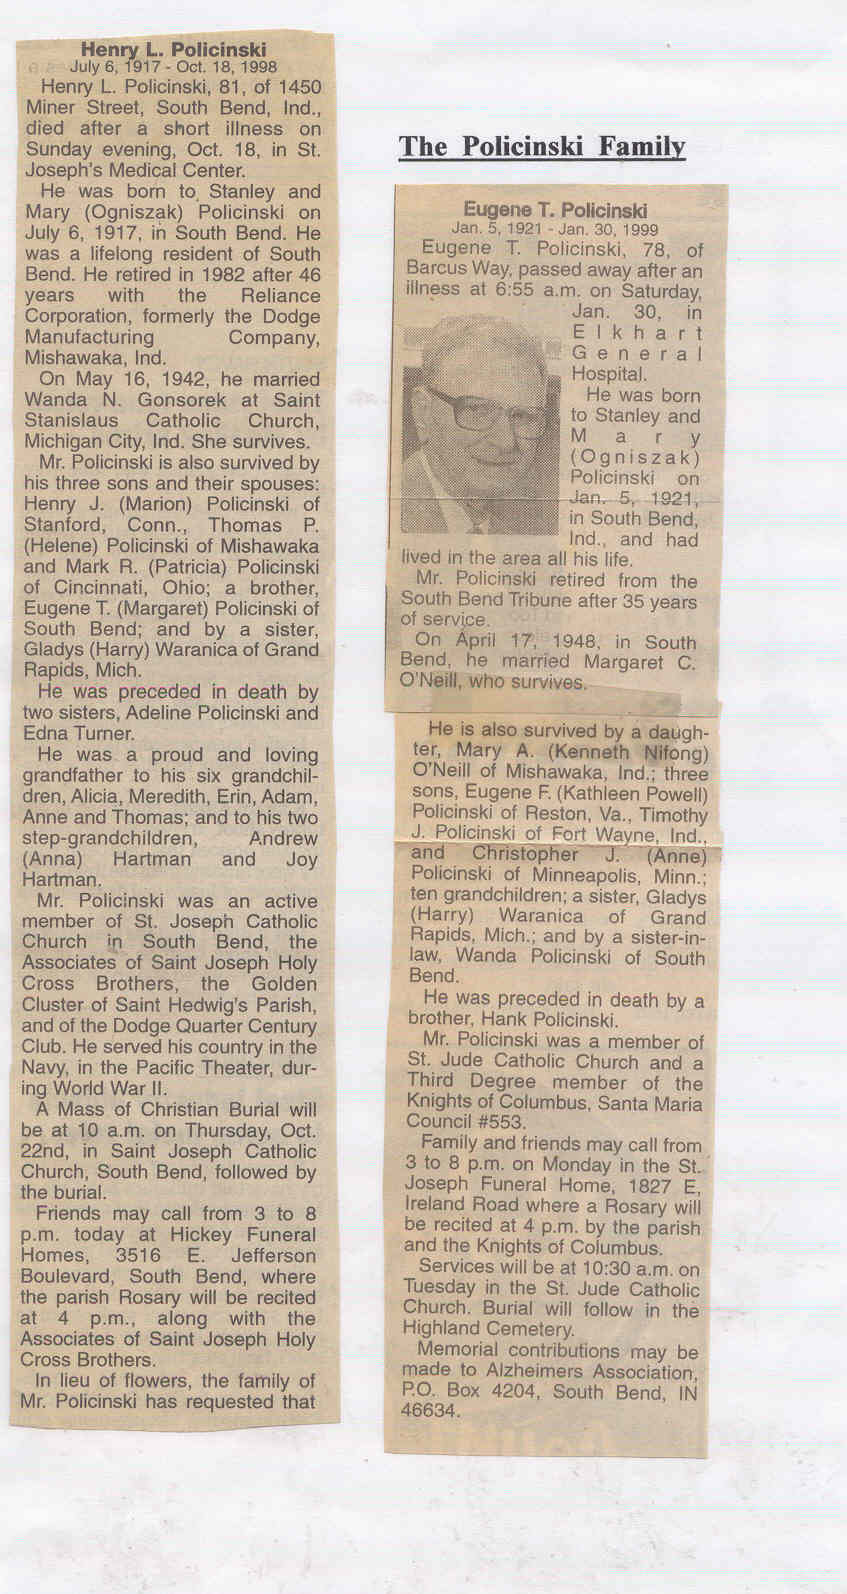 Henry L. Policinski
July 6, 1917 - Oct. 18, 1998
Henry L. Policinski, 81, of 1450
Miner Street, South Bend, Ind.,
died after a short illness on
Sunday evening, Oct. 18, in St.
Joseph's Medical Center.
He was born to Stanley and
Mary (Ogniszak) Policinski on
July 6, 1917, in South Bend. He
was a lifelong resident of South
Bend. He retired in 1982 after 46
years with the Reliance
Corporation, formerly the Dodge
Manufacturing Company,
Mishawaka, Ind.
On May 16, 1942, he married
Wanda N. Gonsorek at Saint
Stanislaus Catholic Church,
Michigan City, Ind. She survives.
Mr. Policinski is also survived by
his three sons and their spouses:
Henry J. (Marion) Policinski of
Stanford, Conn., Thomas P.
(Helene) Policinski of Mishawaka
and Mark R. (Patricia) Policinski
of Cincinnati, Ohio; a brother,
Eugene T. (Margaret) Policinski of
South Bend; and by a sister,
Gladys (Harry) Waranica of Grand
Rapids, Mich.
He was preceded in death by
two sisters, Adeline Policinski and
Edna Turner.
He was a proud and loving
grandfather to his six grandchil-
dren, Alicia, Meredith, Erin, Adam,
Anne and Thomas; and to his two
step-grandchildren, Andrew
(Anna) Hartman and Joy
Hartman.
Mr. Policinski was an active
member of St. Joseph Catholic
Church in South Bend, the
Associates of Saint Joseph Holy
Cross Brothers, the Golden
Cluster of Saint Hedwig's Parish,
and of the Dodge Quarter Century
Club. He served his country in the
Navy, in the Pacific Theater, dur-
ing World War II.
A Mass of Christian Burial will
be at 10 a.m. on Thursday, Oct.
22nd, in Saint Joseph Catholic
Church, South Bend, followed by
the burial.
Friends may call from 3 to 8
p.m. today at Hickey Funeral
Homes, 3516 E. Jefferson
Boulevard, South Bend, where
the parish Rosary will be recited
at 4 p.m., along with the
Associates of Saint Joseph Holy
Cross Brothers.
In lieu of flowers, the family of
Mr. Policinski has requested that
The Policinski Family
Eugene T. Policinski
Jan. 5, 1921 - Jan. 30, 1999
Eugene T. Policinski, 78, of
Barcus Way, passed away after an
illness at 6:55 a.m. on Saturday,
Jan. 30, in
Elkhart
General
Hospital.
He was born
to Stanley and
Mary
(Ogniszak)
Policinski on
Jan. 5, 1921,
in South Bend,
Ind., and had
lived in the area all his life.
Mr. Policinski retired from the
South Bend Tribune after 35 years
of service.
On April 17, 1948, in South
Bend, he married Margaret C.
O'Neill, who survives.
He is also survived by a daugh-
ter, Mary A. (Kenneth Nifong)
O'Neill of Mishawaka, Ind.; three
sons, Eugene F. (Kathleen Powell)
Policinski of Reston, Va., Timothy
J. Policinski of Fort Wayne, Ind.,
and Christopher J. (Anne)
Policinski of Minneapolis, Minn.;
ten grandchildren; a sister, Gladys
(Harry) Waranica of Grand
Rapids, Mich.; and by a sister-in-
law, Wanda Policinski of South
Bend.
He was preceded in death by a
brother, Hank Policinski.
Mr. Policinski was a member of
St. Jude Catholic Church and a
Third Degree member of the
Knights of Columbus, Santa Maria
Council #553.
Family and friends may call from
3 to 8 p.m. on Monday in the St.
Joseph Funeral Home, 1827 E,
Ireland Road where a Rosary will
be recited at 4 p.m. by the parish
and the Knights of Columbus.
Services will be at 10:30 a.m. on
Tuesday in the St. Jude Catholic
Church. Burial will follow in the
Highland Cemetery.
Memorial contributions may be
made to Alzheimers Association,
P.O. Box 4204, South Bend, IN
46634.